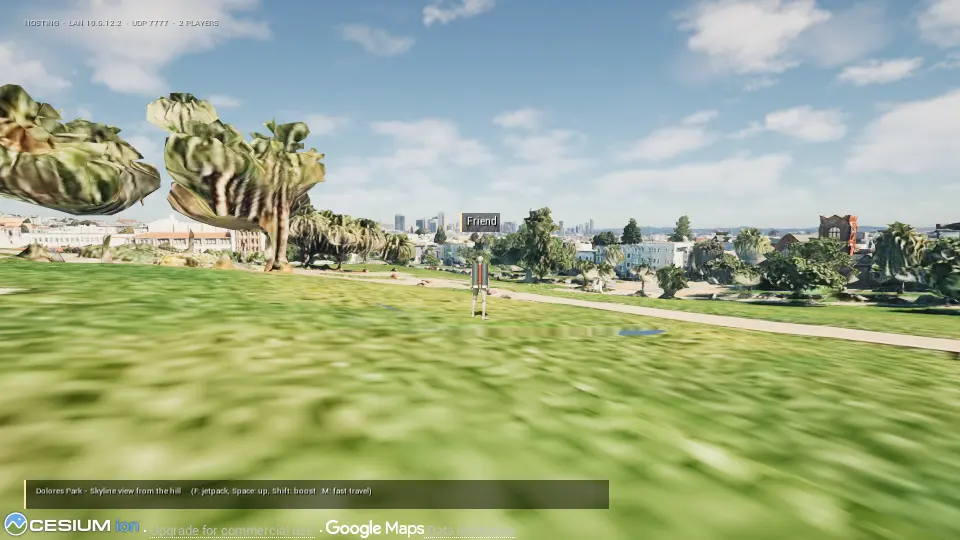 HOSTING - LAN 10.5.12.2 - UDP 7777 - 2 PLAYERS
Friend
Dolores Park - Skyline view from the hill (F: jetpack, Space: up, Shift: boost M: fast travel)
CESIUM ion . Upgrade for commercial use . Google Maps Data